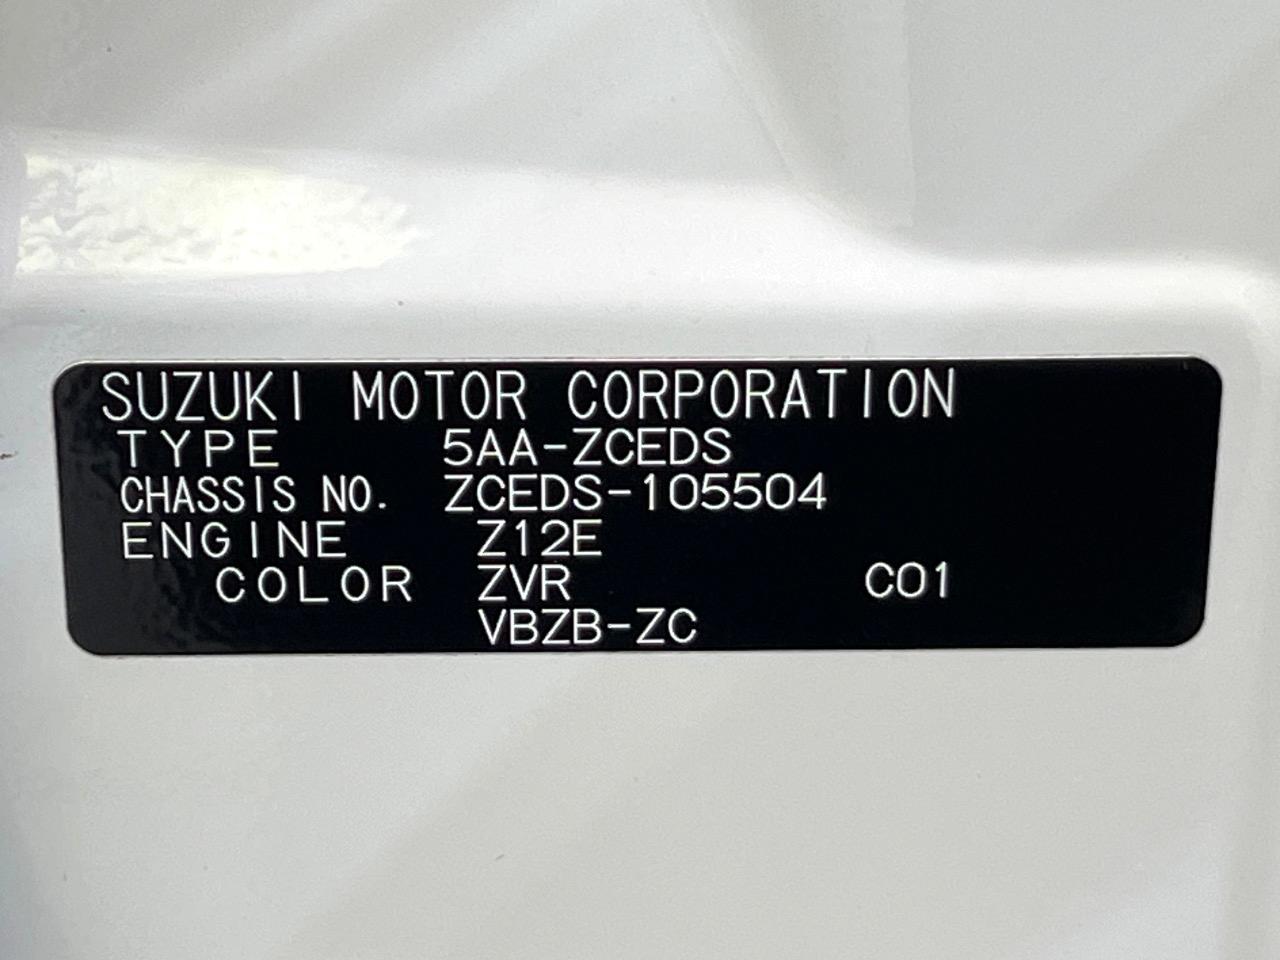 SUZUKI MOTOR CORPORATION
TYPE 5AA-ZCEDS
CHASSIS NO. ZCEDS-105504
ENGINE Z12E
COLOR ZVR C01
VBZB-ZC